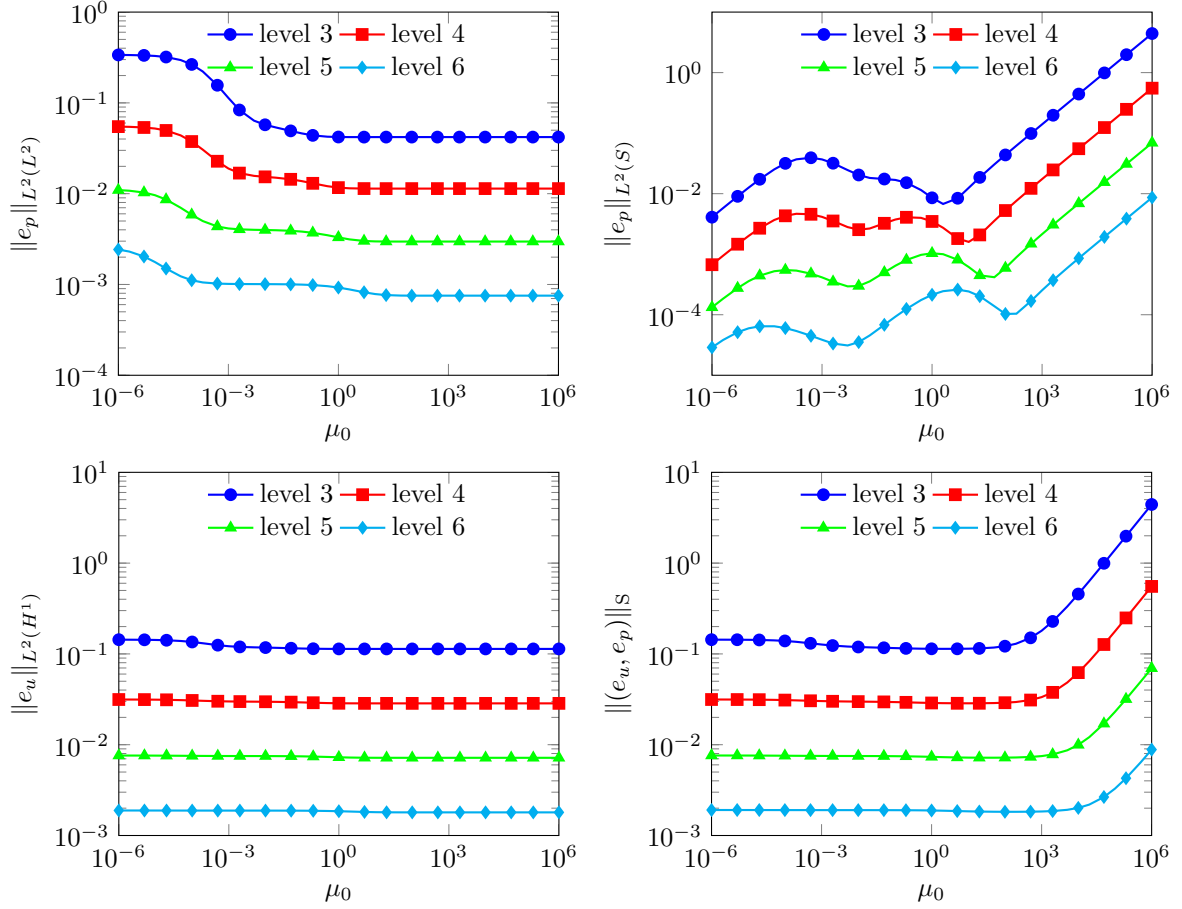 level 3 level 4
level 5 level 6
10^0
10^{-1}
10^{-2}
10^{-3}
10^{-4}
10^{-6} 10^{-3} 10^0 10^3 10^6
μ_0
‖e_p‖_{L^2(L^2)}
level 3 level 4
level 5 level 6
10^0
10^{-2}
10^{-4}
10^{-6} 10^{-3} 10^0 10^3 10^6
μ_0
‖e_p‖_{L^2(S)}
level 3 level 4
level 5 level 6
10^1
10^0
10^{-1}
10^{-2}
10^{-3}
10^{-6} 10^{-3} 10^0 10^3 10^6
μ_0
‖e_u‖_{L^2(H^1)}
level 3 level 4
level 5 level 6
10^1
10^0
10^{-1}
10^{-2}
10^{-3}
10^{-6} 10^{-3} 10^0 10^3 10^6
μ_0
‖(e_u, e_p)‖_S